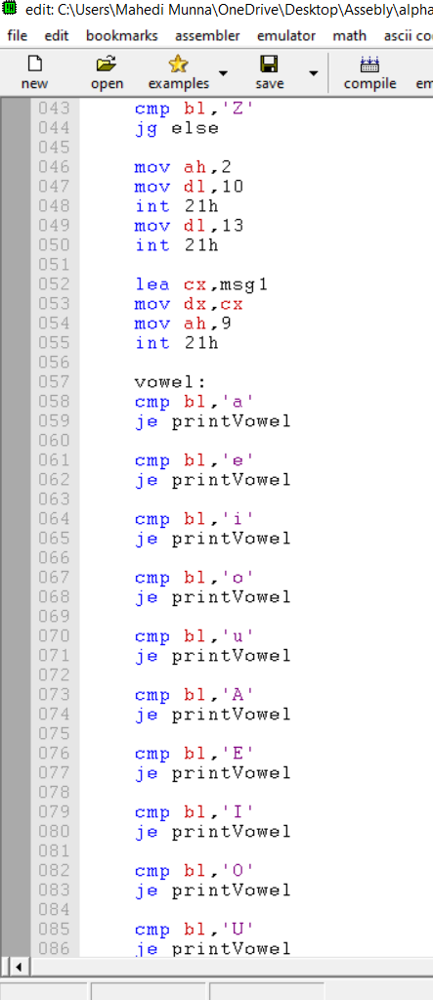 edit: C:\Users\Mahedi Munna\OneDrive\Desktop\Assebly\alpha
file edit bookmarks assembler emulator math ascii co
new open examples save compile em
043 cmp bl,'Z'
044 jg else
045
046 mov ah,2
047 mov dl,10
048 int 21h
049 mov dl,13
050 int 21h
051
052 lea cx,msg1
053 mov dx,cx
054 mov ah,9
055 int 21h
056
057 vowel:
058 cmp bl,'a'
059 je printVowel
060
061 cmp bl,'e'
062 je printVowel
063
064 cmp bl,'i'
065 je printVowel
066
067 cmp bl,'o'
068 je printVowel
069
070 cmp bl,'u'
071 je printVowel
072
073 cmp bl,'A'
074 je printVowel
075
076 cmp bl,'E'
077 je printVowel
078
079 cmp bl,'I'
080 je printVowel
081
082 cmp bl,'O'
083 je printVowel
084
085 cmp bl,'U'
086 je printVowel